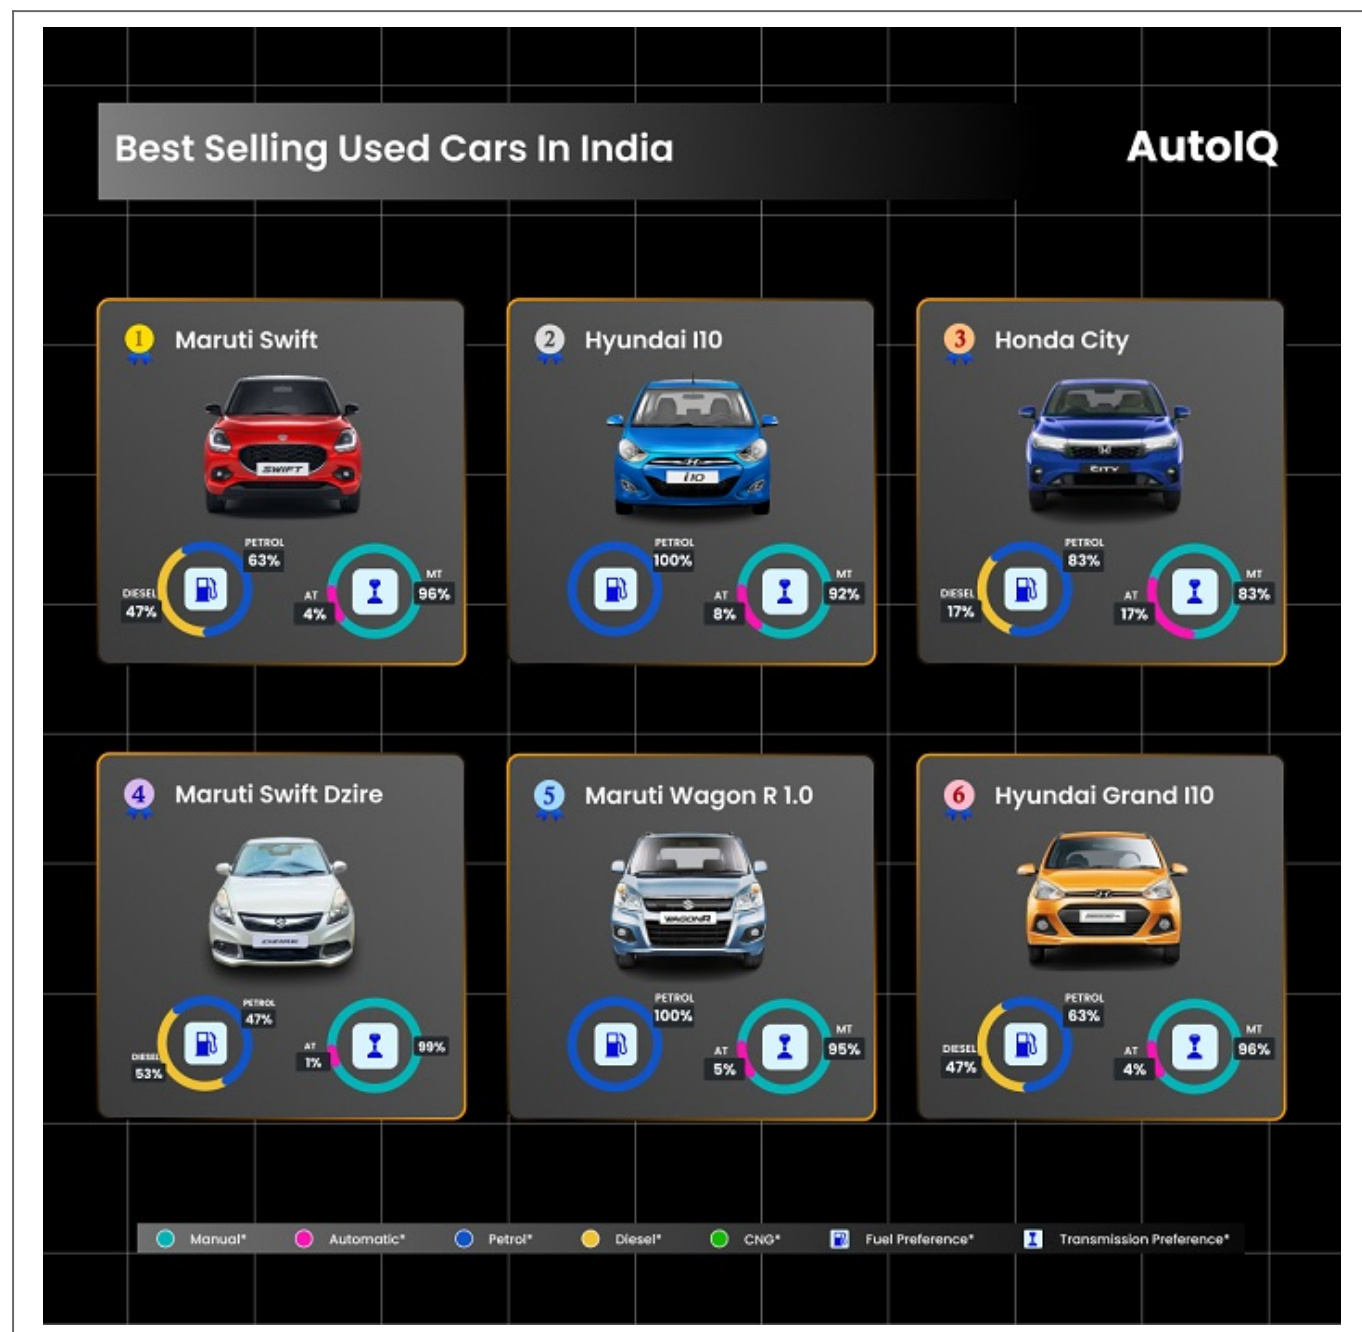 Best Selling Used Cars In India
AutoIQ
1 Maruti Swift
SWIFT
PETROL
63%
DIESEL
47%
AT
4%
MT
96%
2 Hyundai I10
i10
PETROL
100%
AT
8%
MT
92%
3 Honda City
CITY
PETROL
83%
DIESEL
17%
AT
17%
MT
83%
4 Maruti Swift Dzire
DZIRE
PETROL
47%
DIESEL
53%
AT
1%
99%
5 Maruti Wagon R 1.0
WAGONR
PETROL
100%
AT
5%
MT
95%
6 Hyundai Grand I10
PETROL
63%
DIESEL
47%
AT
4%
MT
96%
Manual* Automatic* Petrol* Diesel* CNG* Fuel Preference* Transmission Preference*